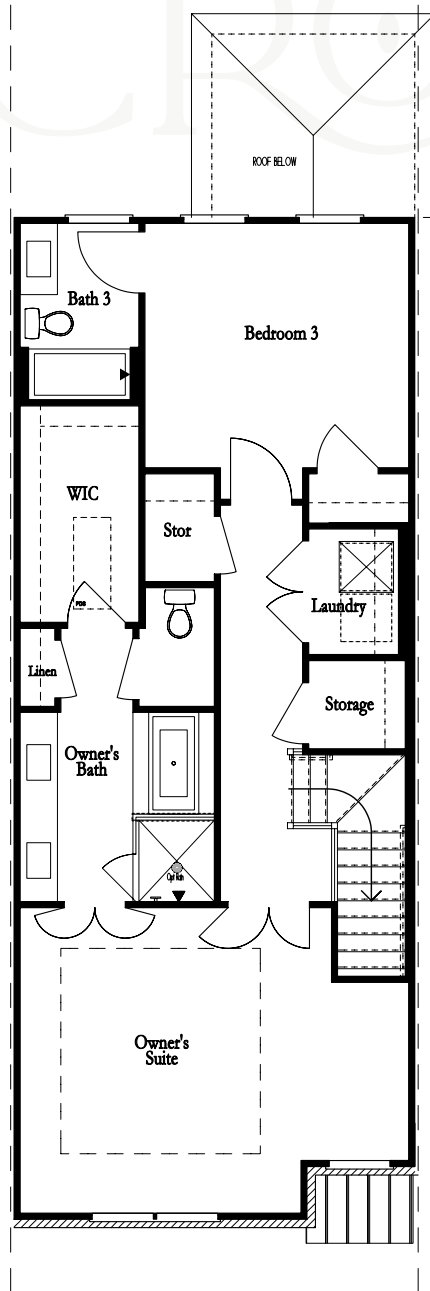 ROOF BELOW
Bath 3
Bedroom 3
WIC
Stor
Laundry
Linen
Storage
Owner's
Bath
Owner's
Suite